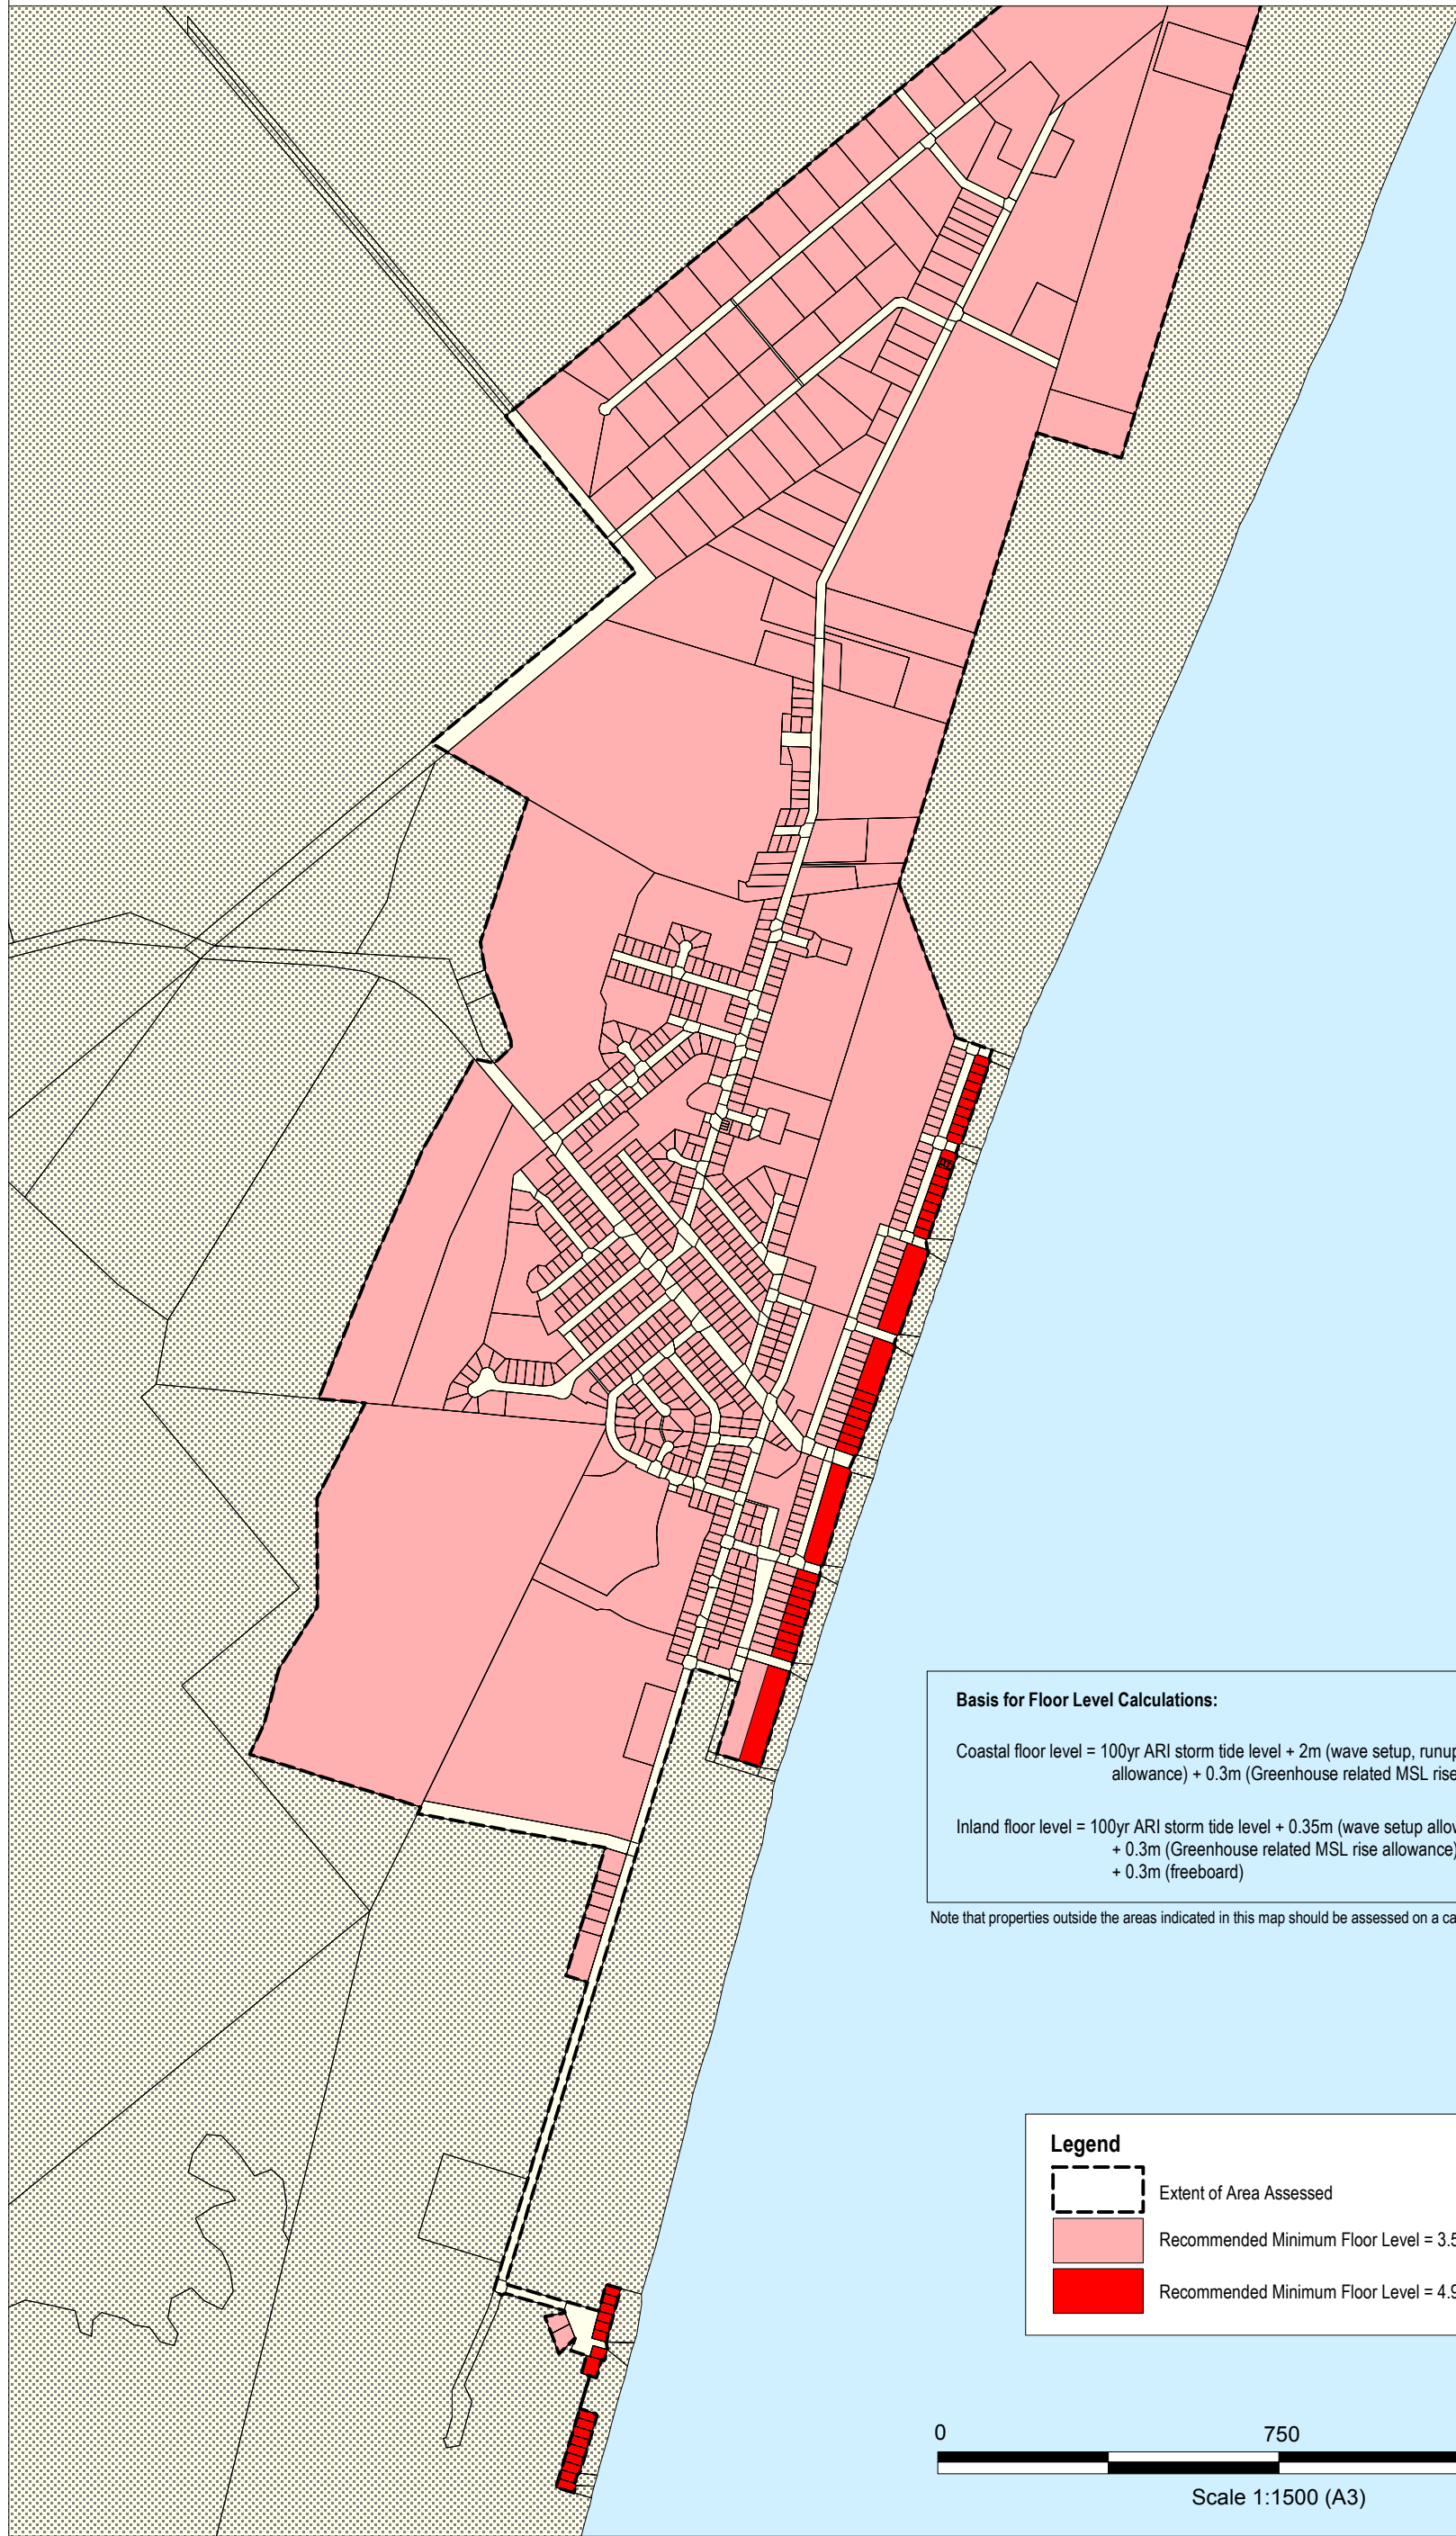 Basis for Floor Level Calculations:
Coastal floor level = 100yr ARI storm tide level + 2m (wave setup, runup
allowance) + 0.3m (Greenhouse related MSL rise
Inland floor level = 100yr ARI storm tide level + 0.35m (wave setup
+ 0.3m (Greenhouse related MSL rise allowance)
+ 0.3m (freeboard)
Note that properties outside the areas indicated in this map should be assessed on a
Legend
Extent of Area Assessed
Recommended Minimum Floor Level = 3.5
Recommended Minimum Floor Level = 4.9
0 750
Scale 1:1500 (A3)